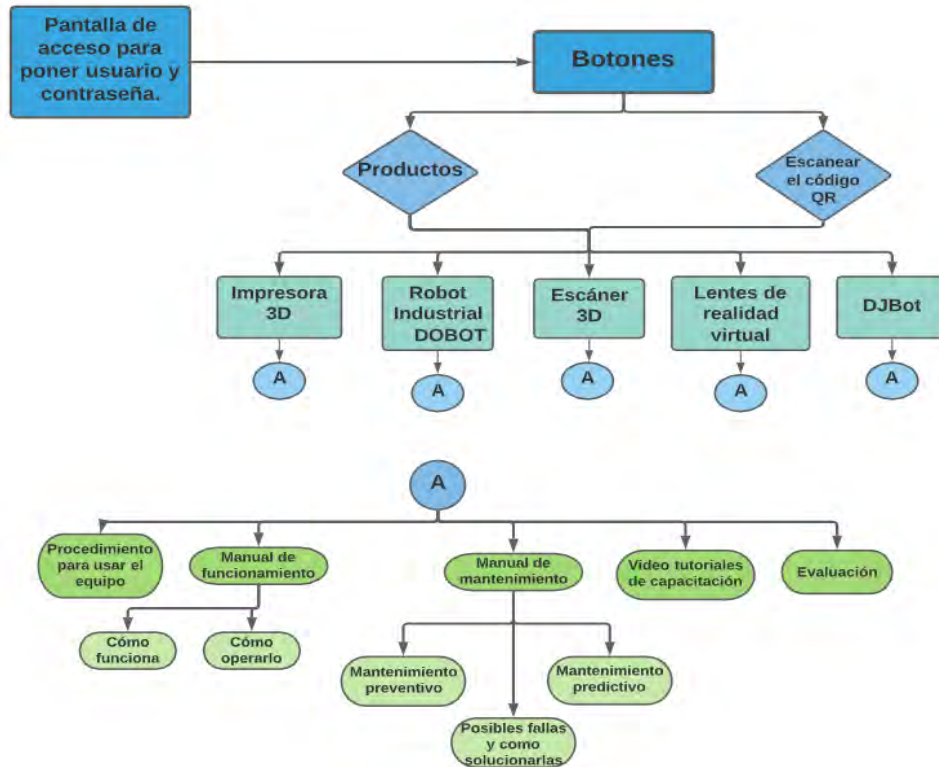 Pantalla de
acceso para
poner usuario y
contraseña.
Botones
Productos
Escanear
el código
QR
Impresora
3D
Robot
Industrial
DOBOT
Escáner
3D
Lentes de
realidad
virtual
DJBot
A
A
A
A
A
A
Procedimiento
para usar el
equipo
Manual de
funcionamiento
Manual de
mantenimiento
Video tutoriales
de capacitación
Evaluación
Cómo
funciona
Cómo
operarlo
Mantenimiento
preventivo
Mantenimiento
predictivo
Posibles fallas
y como
solucionarlas